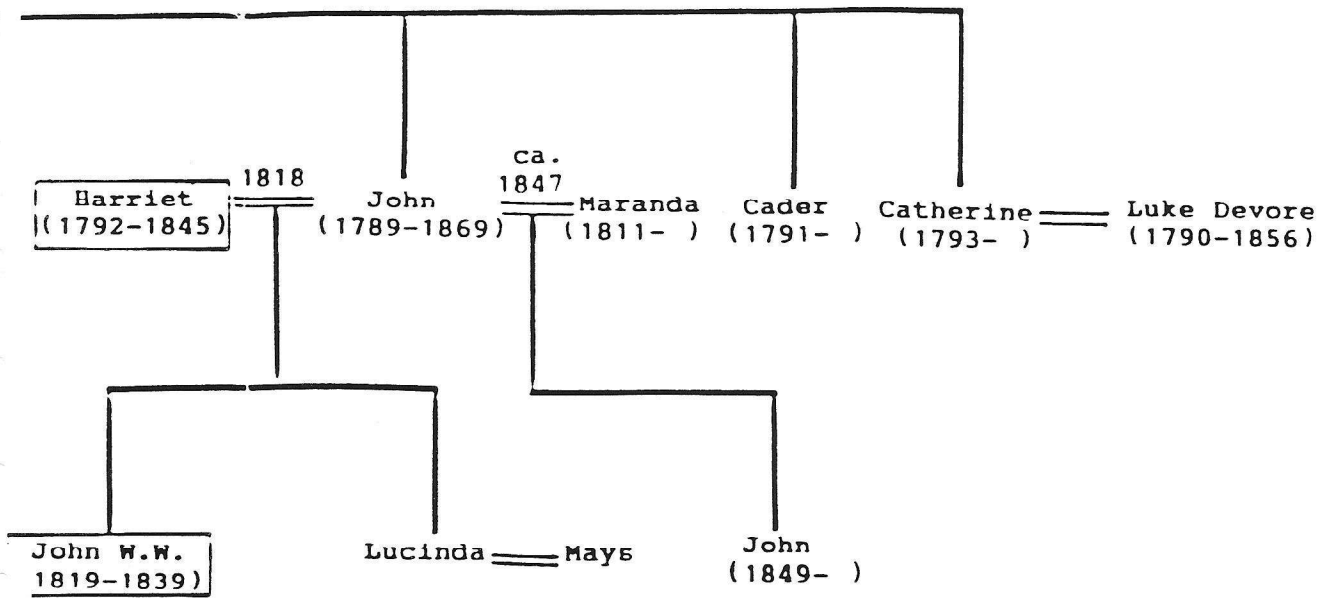 1818
ca.
1847
Harriet
(1792-1845)
John
(1789-1869)
Maranda
(1811- )
Cader
(1791- )
Catherine
(1793- )
Luke Devore
(1790-1856)
John W.W.
1819-1839)
Lucinda
Mays
John
(1849- )